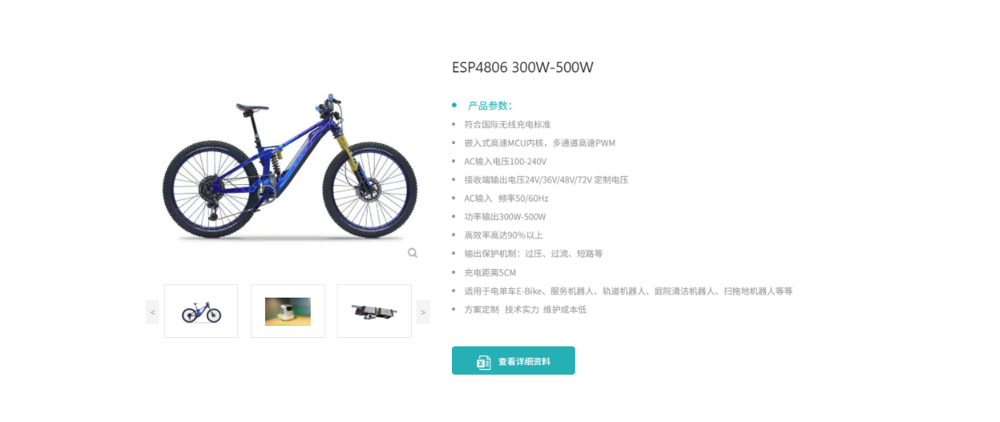 ESP4806 300W-500W
产品参数：
符合国际无线充电标准
嵌入式高速MCU内核，多通道高速PWM
AC输入电压100-240V
接收端输出电压24V/36V/48V/72V 定制电压
AC输入 频率50/60Hz
功率输出300W-500W
高效率高达90%以上
输出保护机制：过压、过流、短路等
充电距离5CM
适用于电单车E-Bike、服务机器人、轨道机器人、庭院清洁机器人、扫拖地机器人等等
方案定制 技术实力 维护成本低
< >
查看详细资料